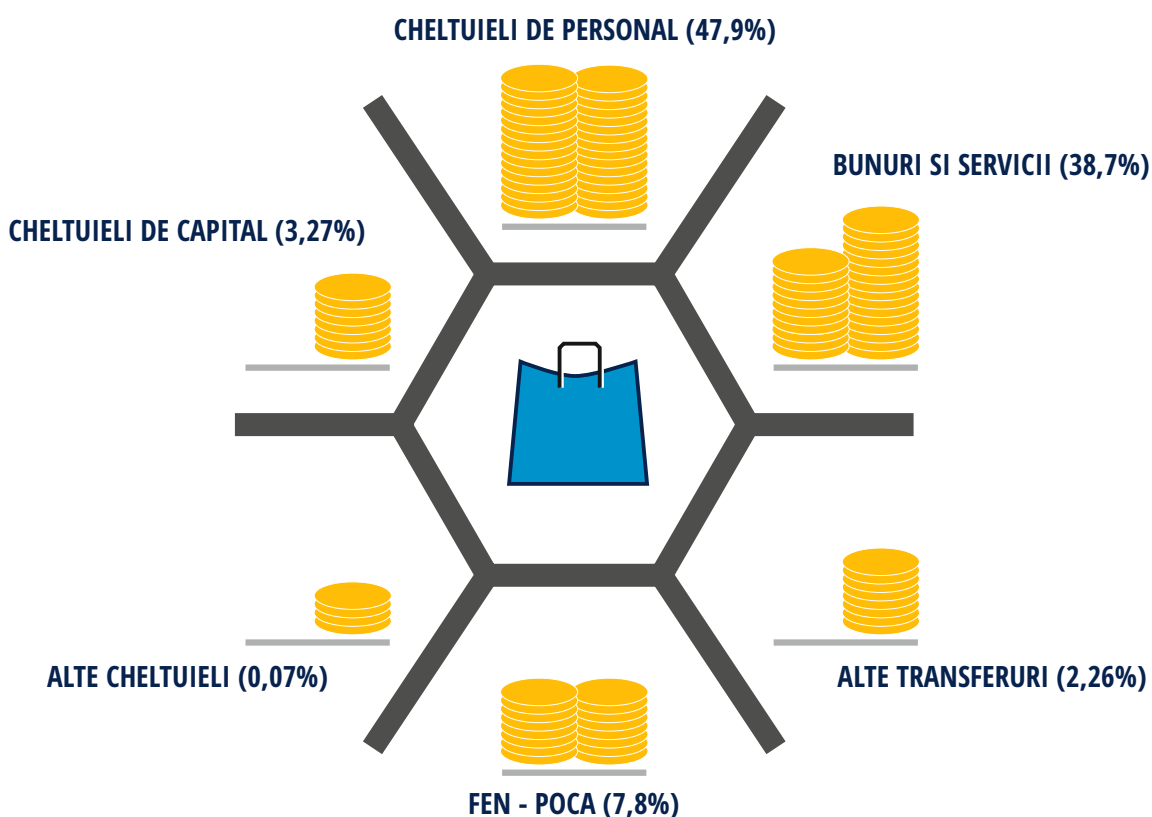 CHELTUIELI DE PERSONAL (47,9%)
BUNURI SI SERVICII (38,7%)
CHELTUIELI DE CAPITAL (3,27%)
ALTE CHELTUIELI (0,07%)
ALTE TRANSFERURI (2,26%)
FEN - POCA (7,8%)